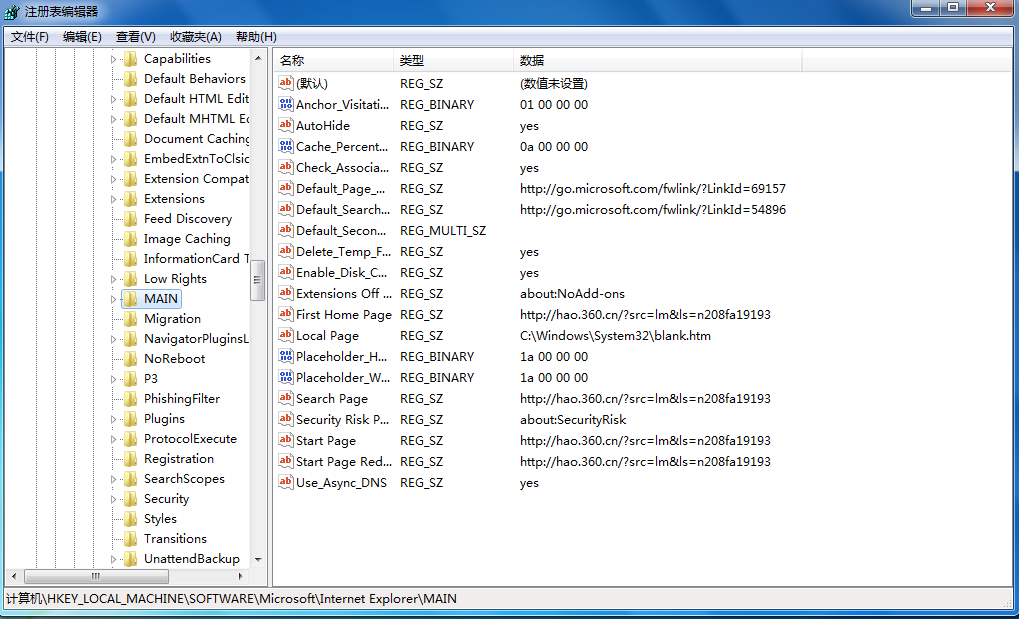 注册表编辑器
文件(F) 编辑(E) 查看(V) 收藏夹(A) 帮助(H)
Capabilities
Default Behaviors
Default HTML Edit
Default MHTML Ec
Document Caching
EmbedExtnToClsic
Extension Compat
Extensions
Feed Discovery
Image Caching
InformationCard T
Low Rights
MAIN
Migration
NavigatorPluginsL
NoReboot
P3
PhishingFilter
Plugins
ProtocolExecute
Registration
SearchScopes
Security
Styles
Transitions
UnattendBackup
名称 类型 数据
(默认) REG_SZ (数值未设置)
Anchor_Visitati... REG_BINARY 01 00 00 00
AutoHide REG_SZ yes
Cache_Percent... REG_BINARY 0a 00 00 00
Check_Associa... REG_SZ yes
Default_Page_... REG_SZ http://go.microsoft.com/fwlink/?LinkId=69157
Default_Search... REG_SZ http://go.microsoft.com/fwlink/?LinkId=54896
Default_Secon... REG_MULTI_SZ
Delete_Temp_F... REG_SZ yes
Enable_Disk_C... REG_SZ yes
Extensions Off ... REG_SZ about:NoAdd-ons
First Home Page REG_SZ http://hao.360.cn/?src=lm&ls=n208fa19193
Local Page REG_SZ C:\Windows\System32\blank.htm
Placeholder_H... REG_BINARY 1a 00 00 00
Placeholder_W... REG_BINARY 1a 00 00 00
Search Page REG_SZ http://hao.360.cn/?src=lm&ls=n208fa19193
Security Risk P... REG_SZ about:SecurityRisk
Start Page REG_SZ http://hao.360.cn/?src=lm&ls=n208fa19193
Start Page Red... REG_SZ http://hao.360.cn/?src=lm&ls=n208fa19193
Use_Async_DNS REG_SZ yes
计算机\HKEY_LOCAL_MACHINE\SOFTWARE\Microsoft\Internet Explorer\MAIN